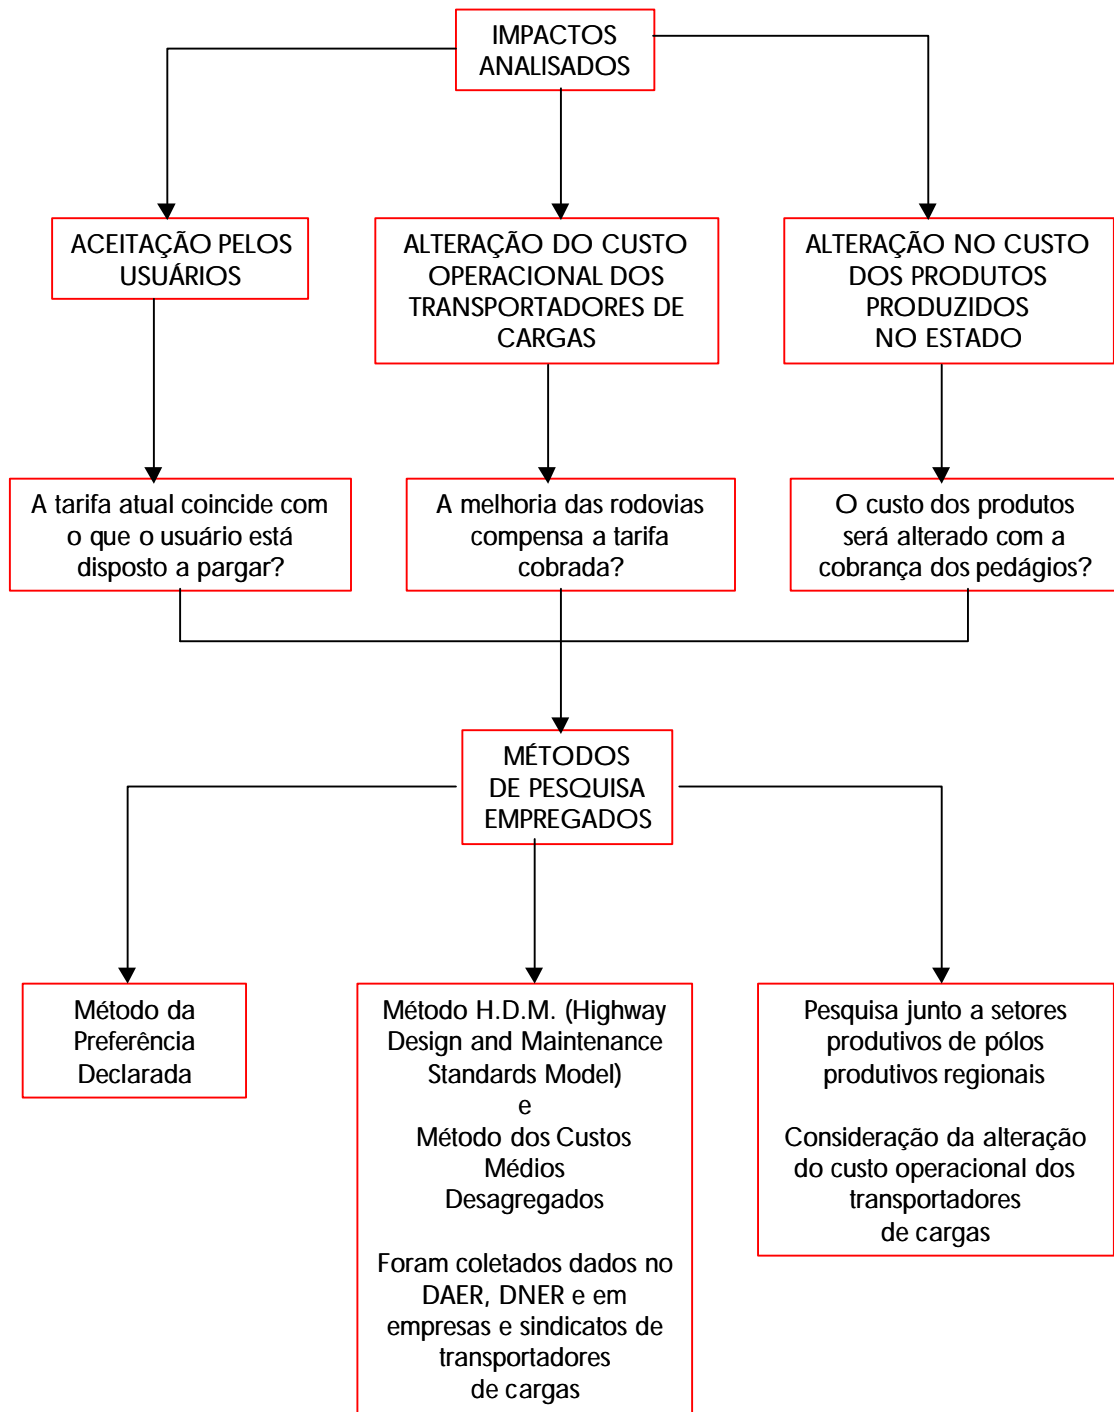 IMPACTOS
ANALISADOS
ACEITAÇÃO PELOS
USUÁRIOS
ALTERAÇÃO DO CUSTO
OPERACIONAL DOS
TRANSPORTADORES DE
CARGAS
ALTERAÇÃO NO CUSTO
DOS PRODUTOS
PRODUZIDOS
NO ESTADO
A tarifa atual coincide com
o que o usuário está
disposto a pargar?
A melhoria das rodovias
compensa a tarifa
cobrada?
O custo dos produtos
será alterado com a
cobrança dos pedágios?
MÉTODOS
DE PESQUISA
EMPREGADOS
Método da
Preferência
Declarada
Método H.D.M. (Highway
Design and Maintenance
Standards Model)
e
Método dos Custos
Médios
Desagregados
Foram coletados dados no
DAER, DNER e em
empresas e sindicatos de
transportadores
de cargas
Pesquisa junto a setores
produtivos de pólos
produtivos regionais
Consideração da alteração
do custo operacional dos
transportadores
de cargas